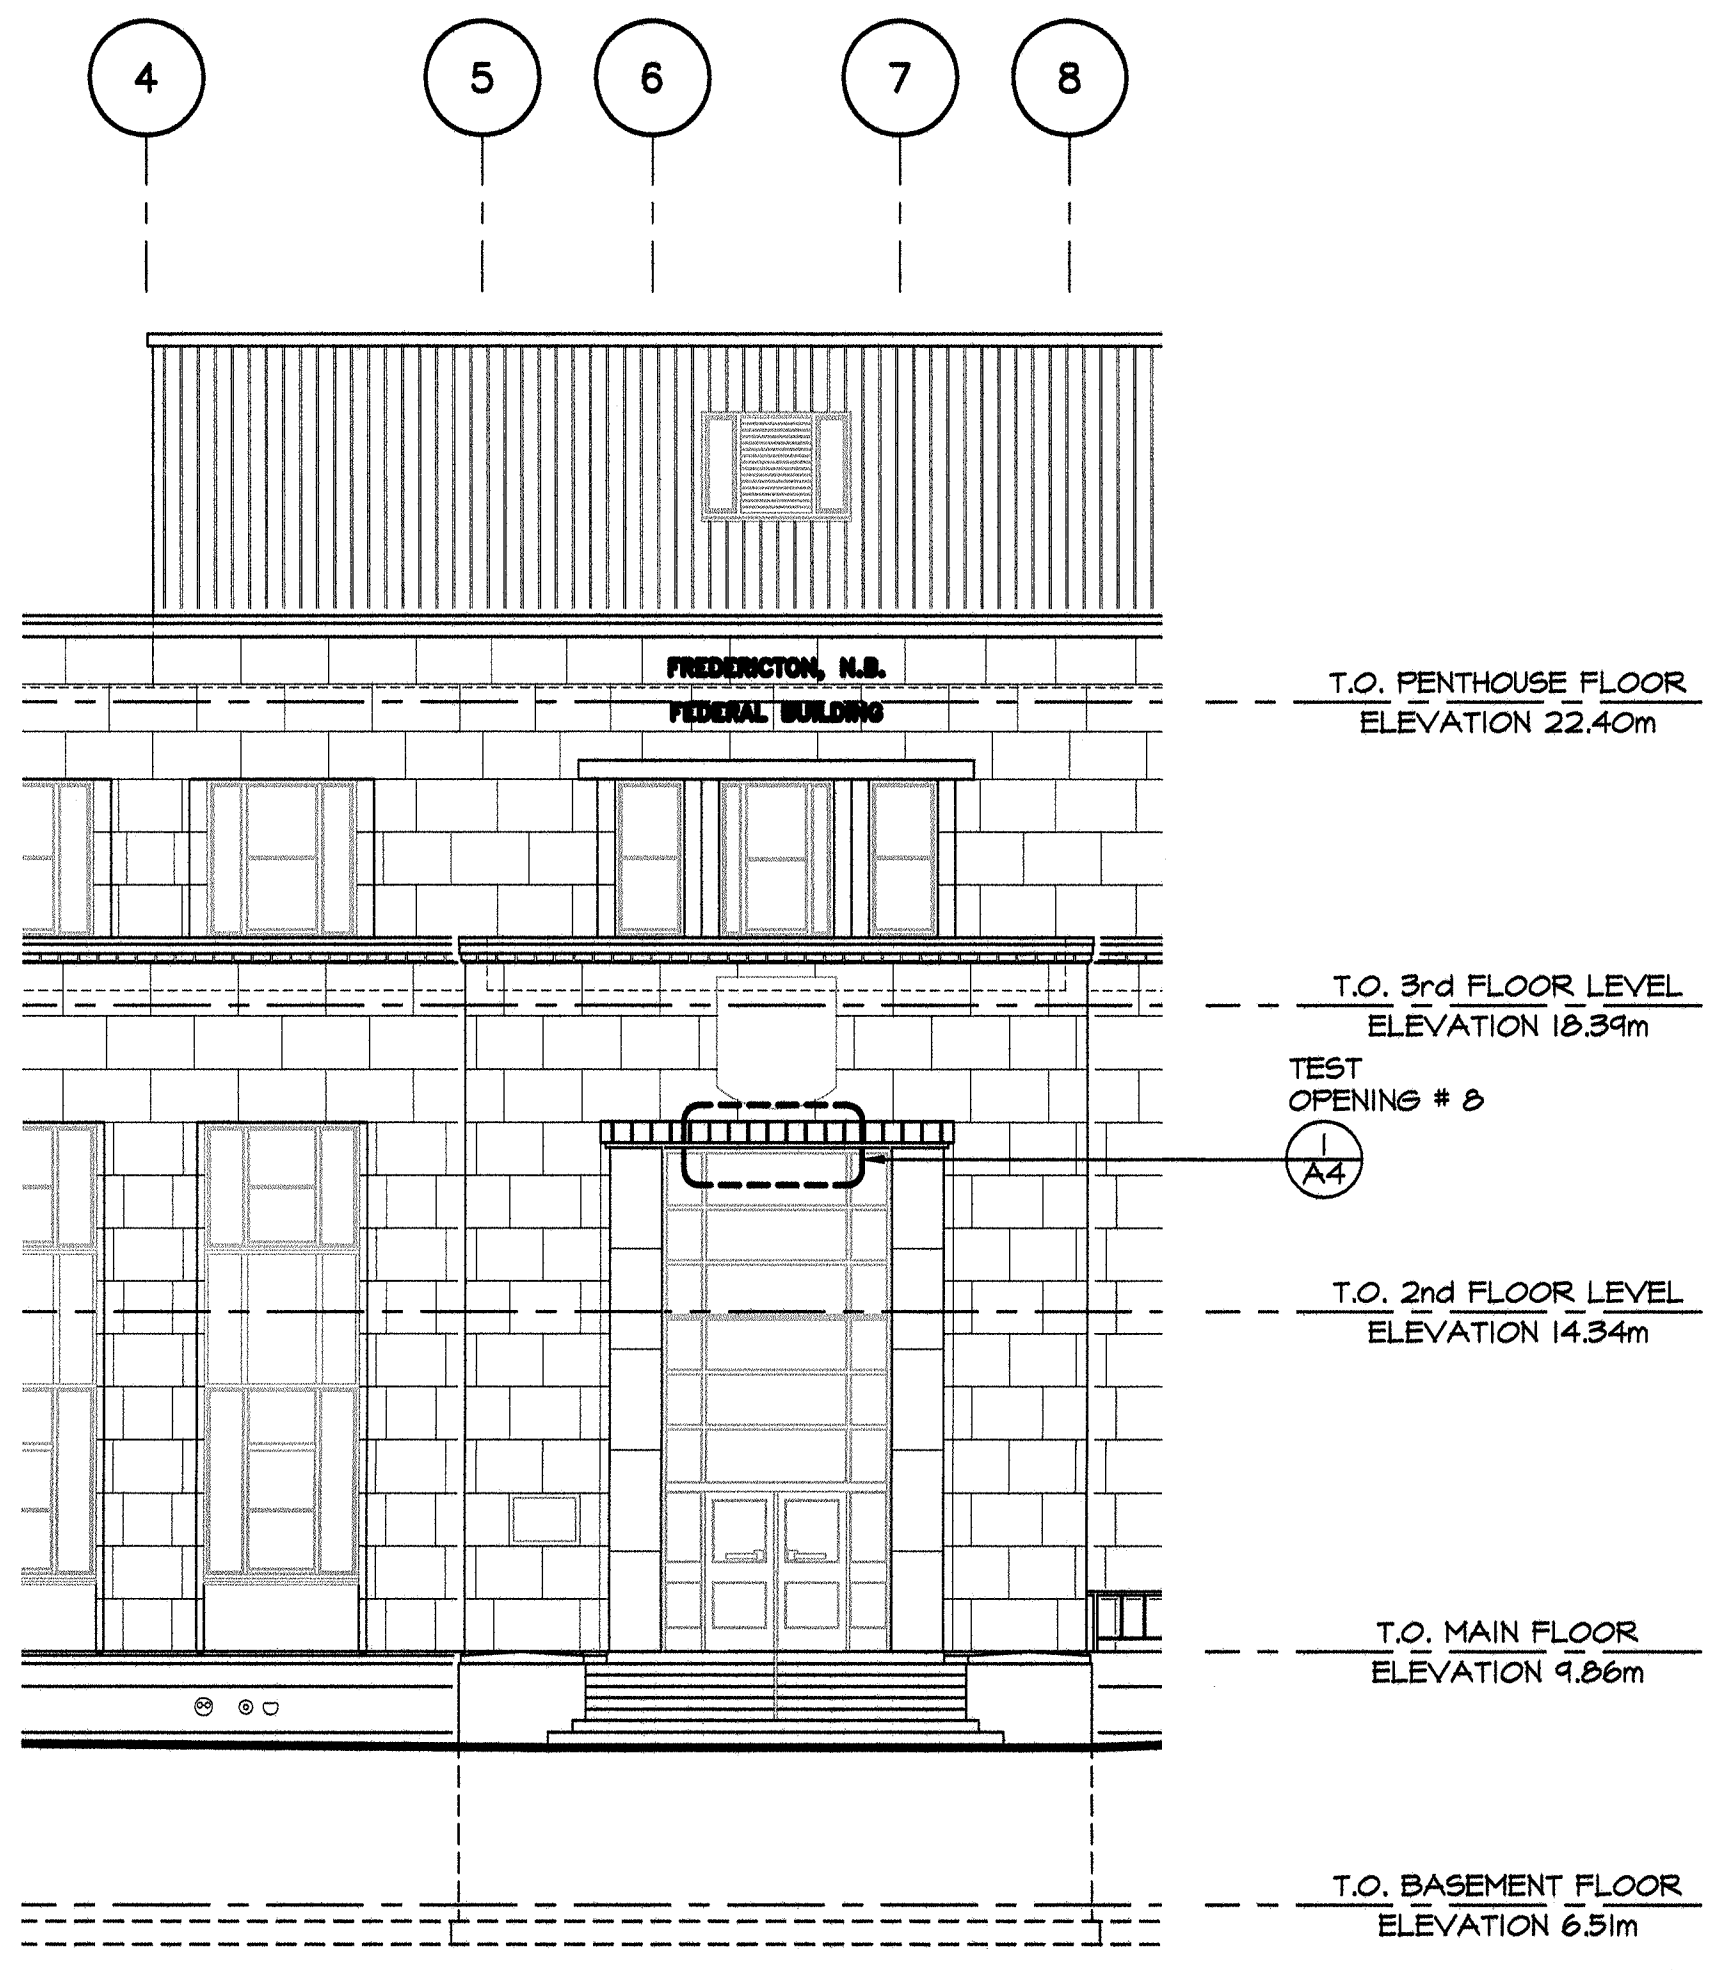 4 5 6 7 8
FREDERICTON, N.B.
FEDERAL BUILDING
T.O. PENTHOUSE FLOOR
ELEVATION 22.40m
T.O. 3rd FLOOR LEVEL
ELEVATION 18.39m
TEST
OPENING # 8
1
A4
T.O. 2nd FLOOR LEVEL
ELEVATION 14.34m
T.O. MAIN FLOOR
ELEVATION 9.86m
T.O. BASEMENT FLOOR
ELEVATION 6.51m